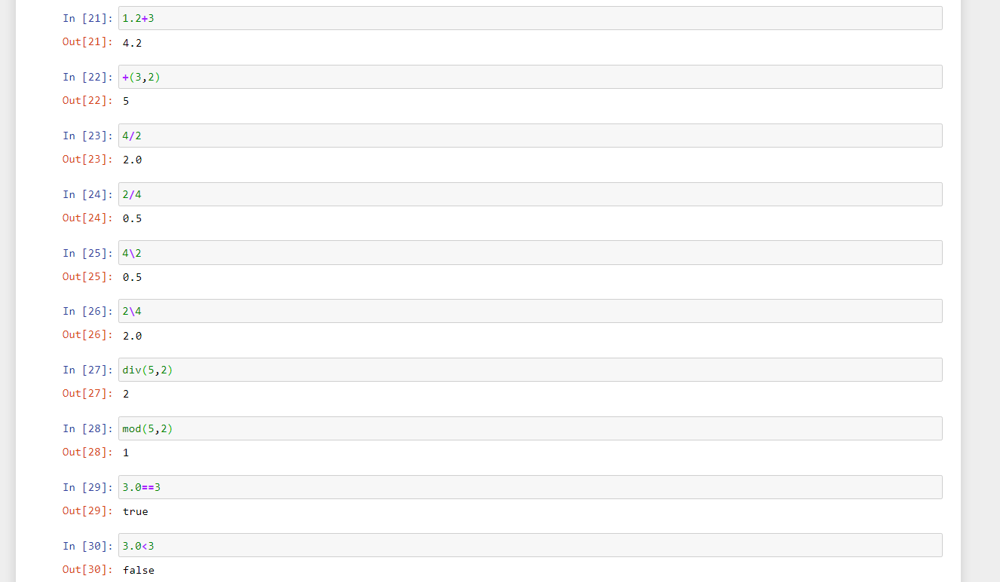 In [21]: 1.2+3
Out[21]: 4.2
In [22]: +(3,2)
Out[22]: 5
In [23]: 4/2
Out[23]: 2.0
In [24]: 2/4
Out[24]: 0.5
In [25]: 4\2
Out[25]: 0.5
In [26]: 2\4
Out[26]: 2.0
In [27]: div(5,2)
Out[27]: 2
In [28]: mod(5,2)
Out[28]: 1
In [29]: 3.0==3
Out[29]: true
In [30]: 3.0<3
Out[30]: false